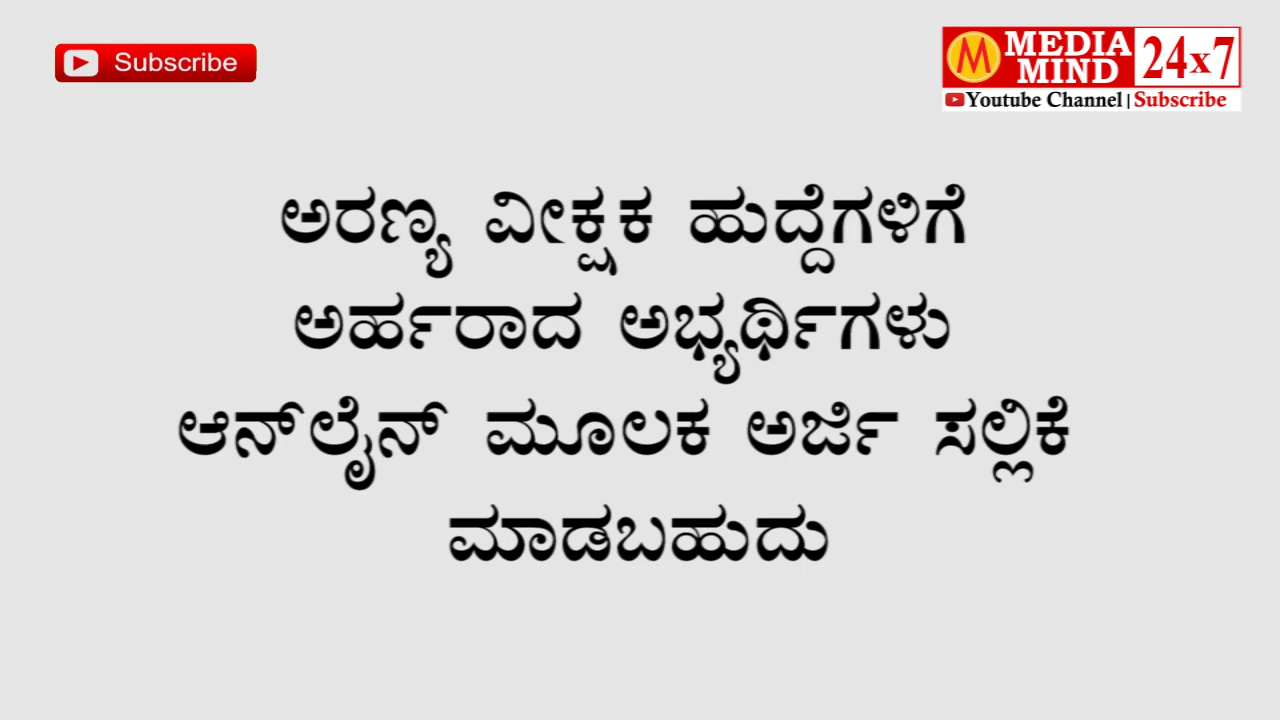 Subscribe
MEDIA
MIND
24x7
Youtube Channel | Subscribe
ಅರಣ್ಯ ವೀಕ್ಷಕ ಹುದ್ದೆಗಳಿಗೆ
ಅರ್ಹರಾದ ಅಭ್ಯರ್ಥಿಗಳು
ಆನ್‌ಲೈನ್ ಮೂಲಕ ಅರ್ಜಿ ಸಲ್ಲಿಕೆ
ಮಾಡಬಹುದು